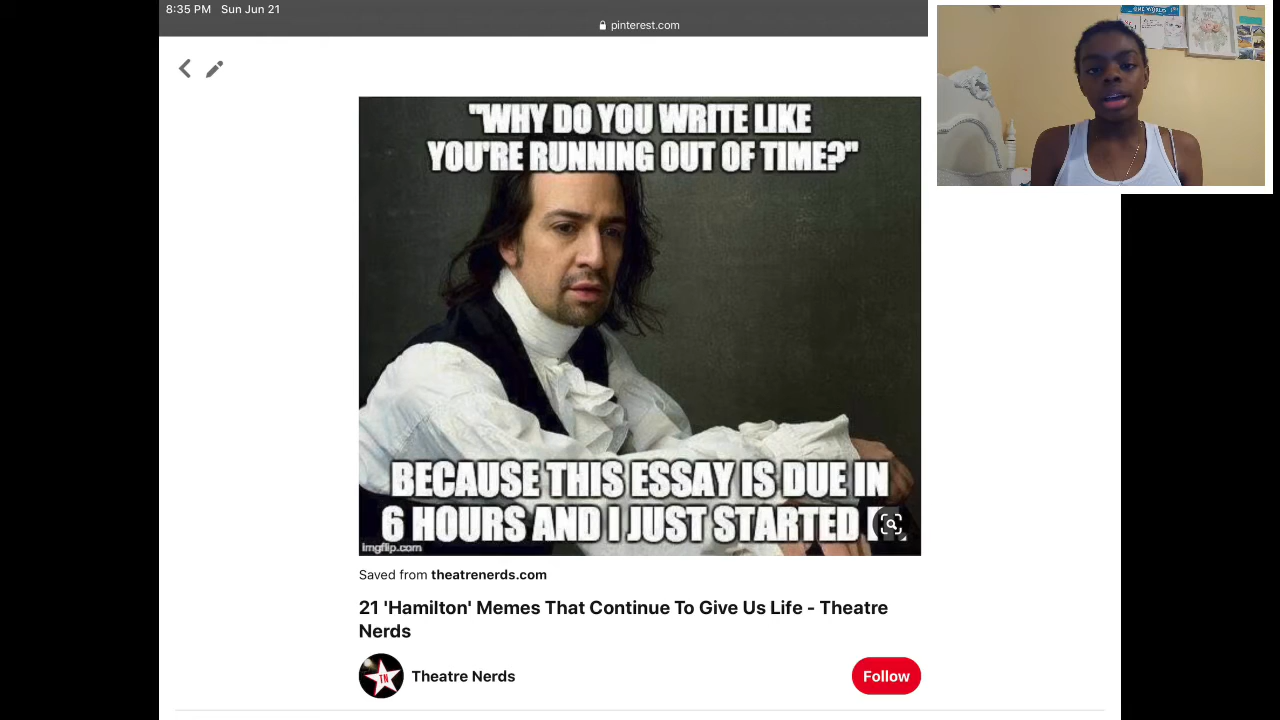 8:35 PM Sun Jun 21
pinterest.com
"WHY DO YOU WRITE LIKE
YOU'RE RUNNING OUT OF TIME?"
BECAUSE THIS ESSAY IS DUE IN
6 HOURS AND I JUST STARTED
imgflip.com
Saved from theatrenerds.com
21 'Hamilton' Memes That Continue To Give Us Life - Theatre
Nerds
TN
Theatre Nerds
Follow